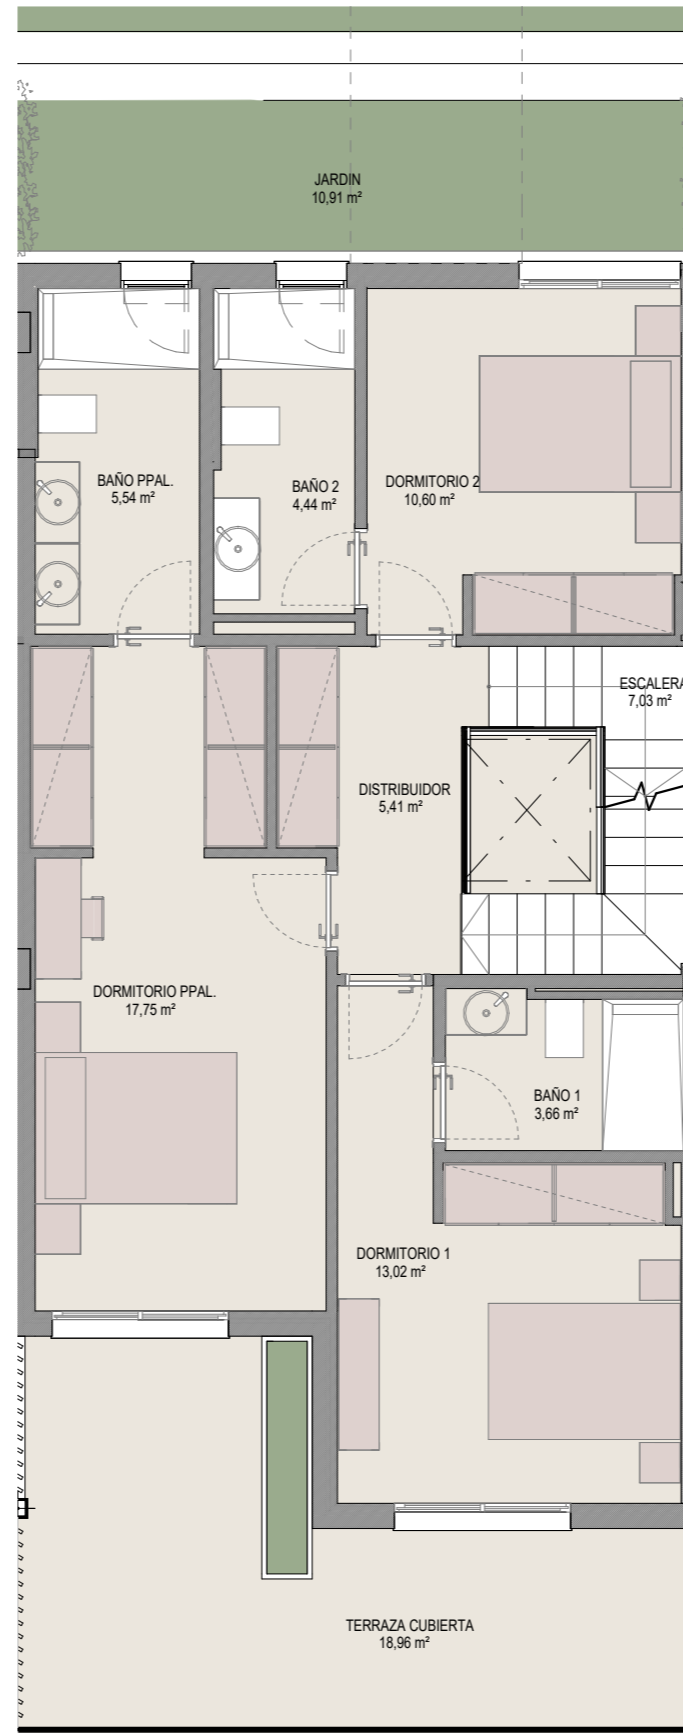 JARDIN
10,91 m²
BAÑO PPAL.
5,54 m²
BAÑO 2
4,44 m²
DORMITORIO 2
10,60 m²
ESCALERA
7,03 m²
DISTRIBUIDOR
5,41 m²
DORMITORIO PPAL.
17,75 m²
BAÑO 1
3,66 m²
DORMITORIO 1
13,02 m²
TERRAZA CUBIERTA
18,96 m²